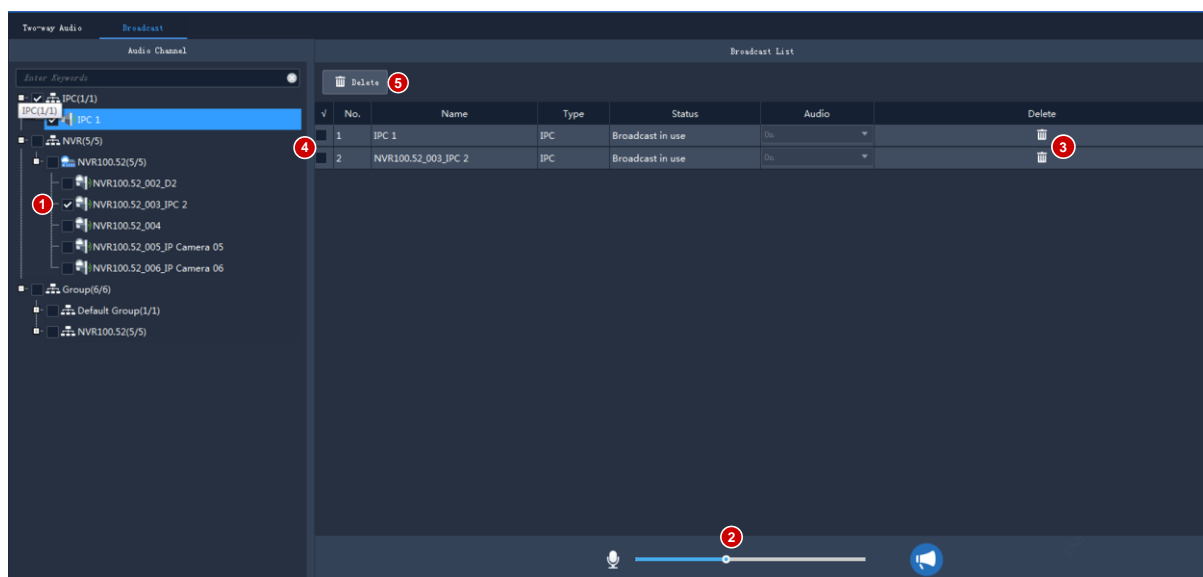 Two-way Audio Broadcast
Audio Channel
Broadcast List
Enter Keywords
Delete 5
IPC(1/1)
IPC(1/1)
IPC 1
NVR(5/5)
NVR100.52(5/5)
NVR100.52_002_D2
1 NVR100.52_003_IPC 2
NVR100.52_004
NVR100.52_005_IP Camera 05
NVR100.52_006_IP Camera 06
Group(6/6)
Default Group(1/1)
NVR100.52(5/5)
√ No. Name Type Status Audio Delete
1 IPC 1 IPC Broadcast in use On
4
3
2 NVR100.52_003_IPC 2 IPC Broadcast in use On
2